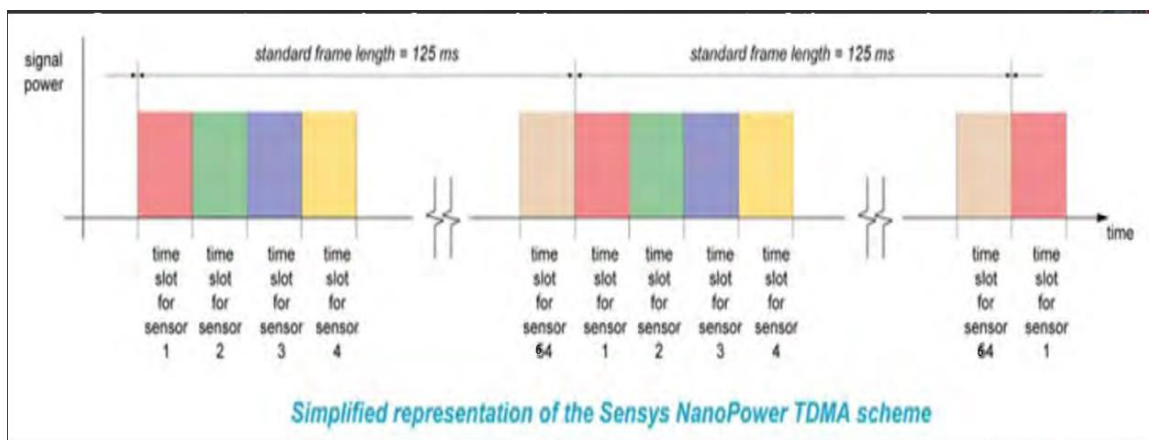 signal
power
standard frame length = 125 ms
standard frame length = 125 ms
time
time slot for sensor 1
time slot for sensor 2
time slot for sensor 3
time slot for sensor 4
time slot for sensor 64
time slot for sensor 1
time slot for sensor 2
time slot for sensor 3
time slot for sensor 4
time slot for sensor 64
time slot for sensor 1
Simplified representation of the Sensys NanoPower TDMA scheme